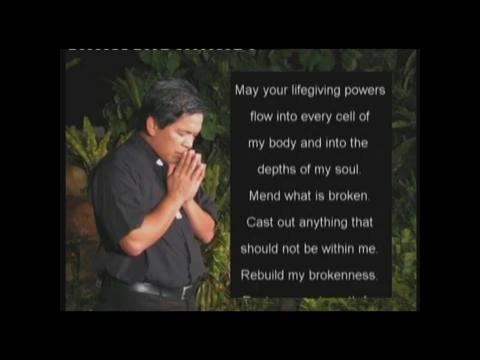 May your lifegiving powers
flow into every cell of
my body and into the
depths of my soul.
Mend what is broken.
Cast out anything that
should not be within me.
Rebuild my brokenness.